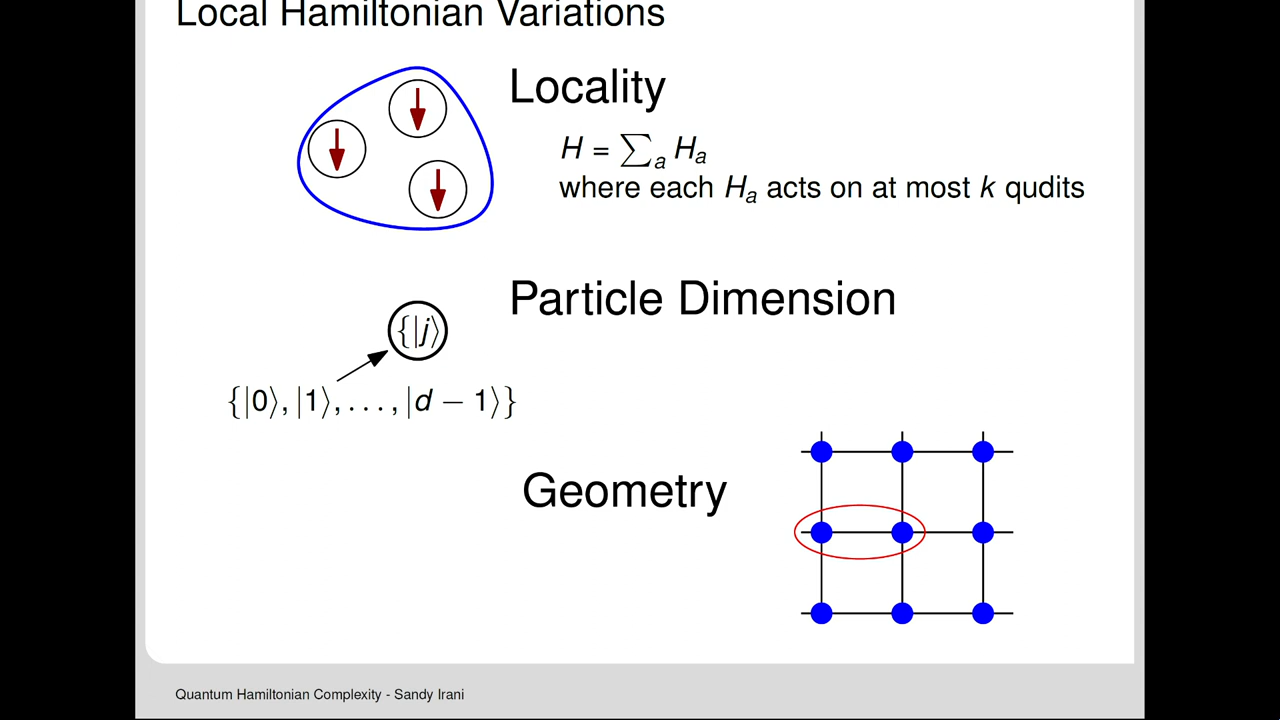 Local Hamiltonian Variations
Locality
H = ∑ₐ Hₐ
where each Hₐ acts on at most k qudits
Particle Dimension
{|j⟩
{|0⟩, |1⟩, . . . , |d − 1⟩}
Geometry
Quantum Hamiltonian Complexity - Sandy Irani